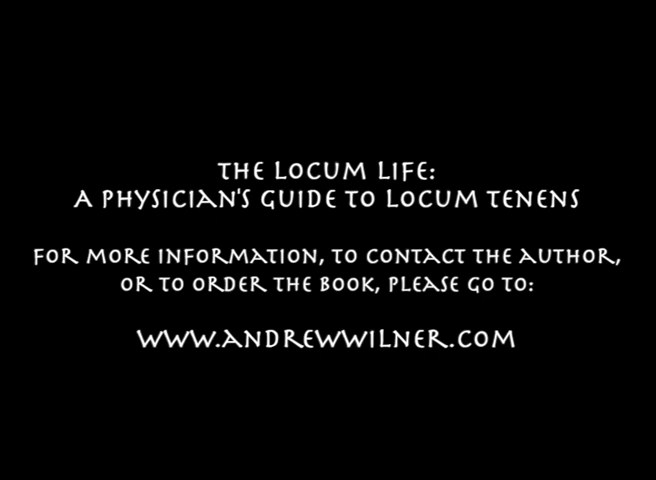 THE LOCUM LIFE:
A PHYSICIAN'S GUIDE TO LOCUM TENENS
FOR MORE INFORMATION, TO CONTACT THE AUTHOR,
OR TO ORDER THE BOOK, PLEASE GO TO:
WWW.ANDREWWILNER.COM